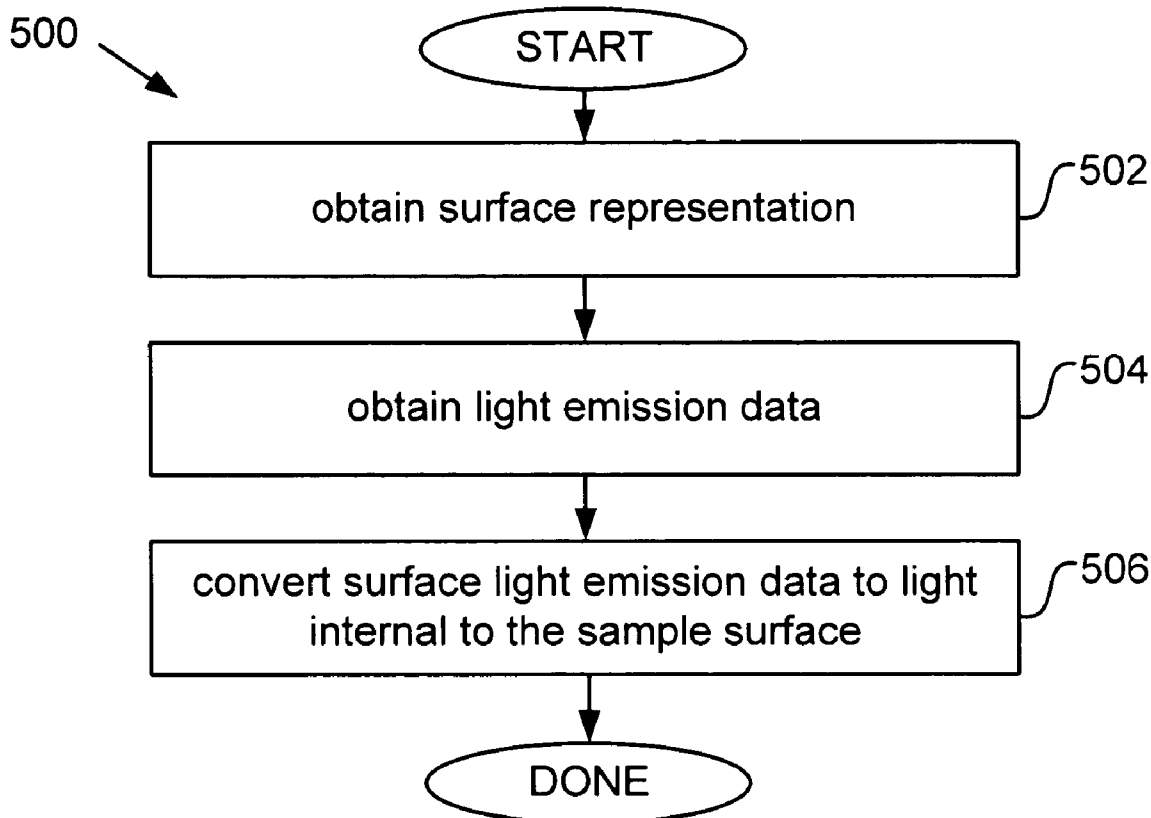 500
START
obtain surface representation
502
obtain light emission data
504
convert surface light emission data to light
internal to the sample surface
506
DONE